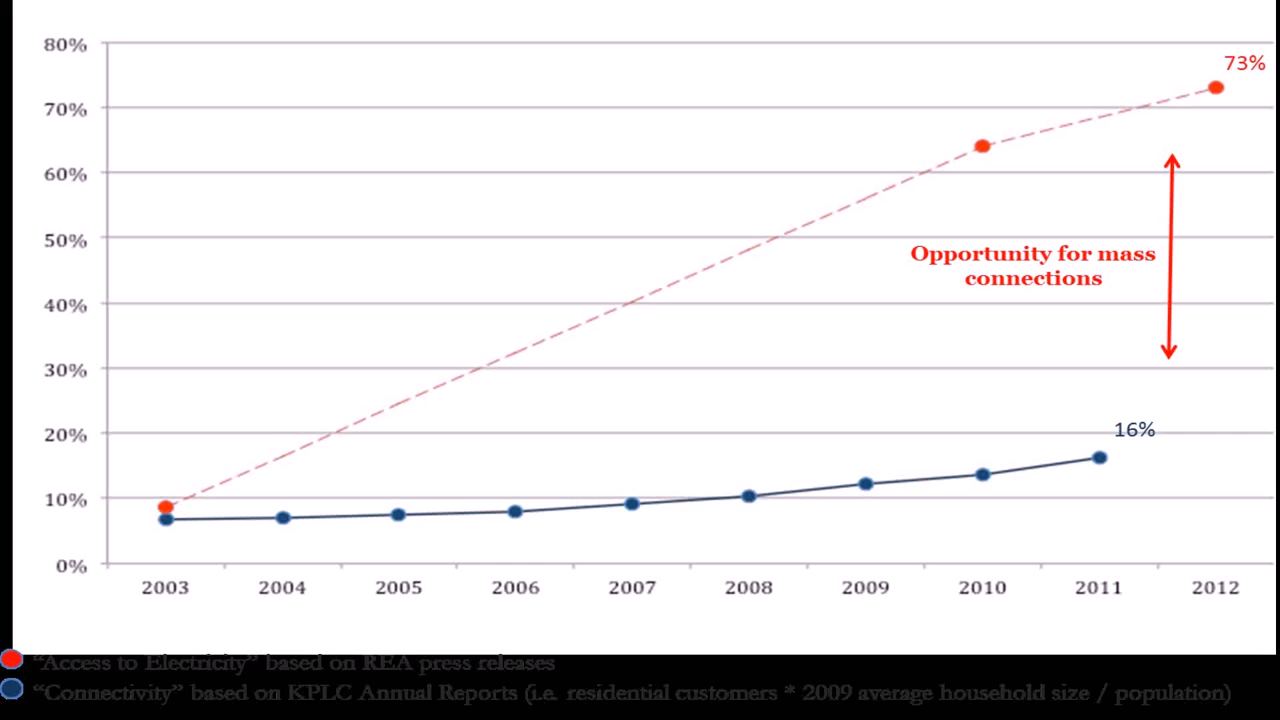 80%
73%
70%
60%
50%
Opportunity for mass
connections
40%
30%
20%
16%
10%
0%
2003 2004 2005 2006 2007 2008 2009 2010 2011 2012
“Access to Electricity” based on REA press releases
“Connectivity” based on KPLC Annual Reports (i.e. residential customers * 2009 average household size / population)